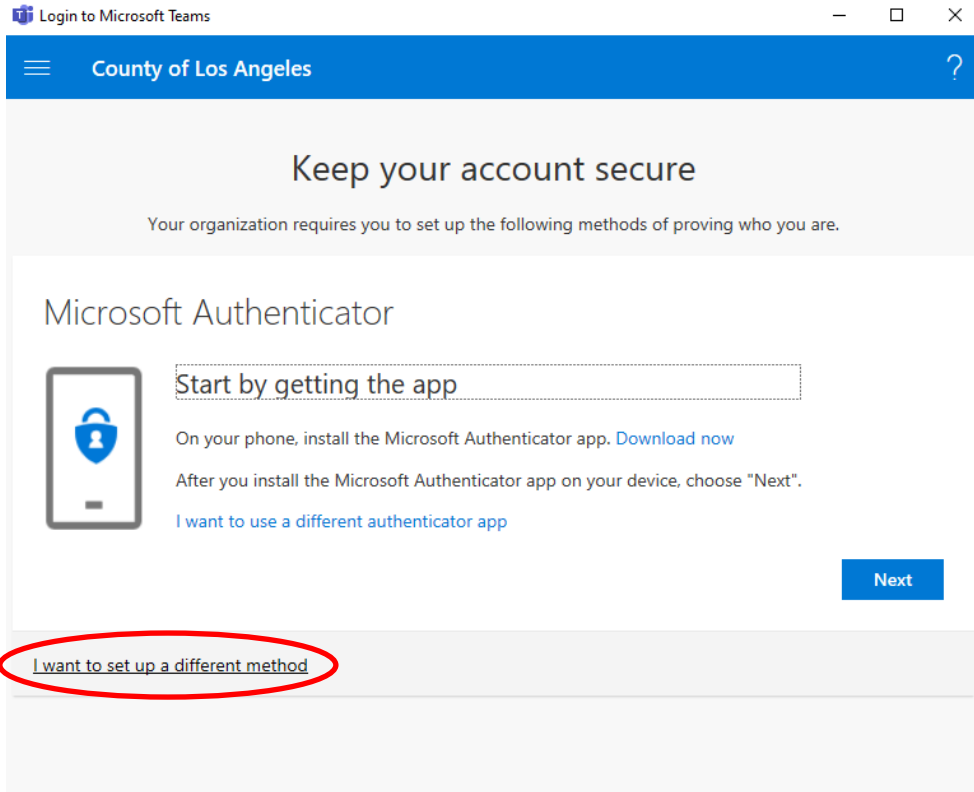 Login to Microsoft Teams
County of Los Angeles
?
Keep your account secure
Your organization requires you to set up the following methods of proving who you are.
Microsoft Authenticator
Start by getting the app
On your phone, install the Microsoft Authenticator app. Download now
After you install the Microsoft Authenticator app on your device, choose "Next".
I want to use a different authenticator app
Next
I want to set up a different method